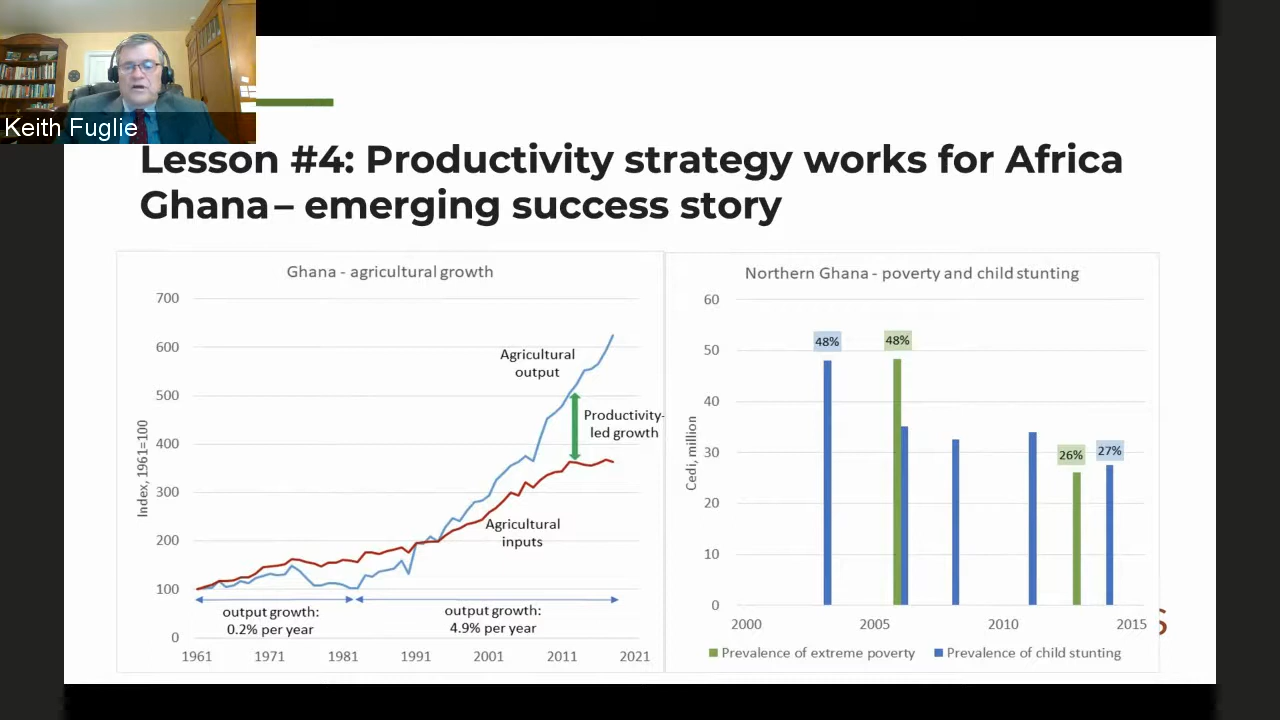 Keith Fuglie
Lesson #4: Productivity strategy works for Africa
Ghana – emerging success story
Ghana - agricultural growth
700
600
500
400
300
200
100
0
Index, 1961=100
Agricultural
output
Productivity-
led growth
Agricultural
inputs
output growth:
0.2% per year
output growth:
4.9% per year
1961 1971 1981 1991 2001 2011 2021
Northern Ghana - poverty and child stunting
60
50
40
30
20
10
0
Cedi, million
48%
48%
26%
27%
2000 2005 2010 2015
Prevalence of extreme poverty Prevalence of child stunting